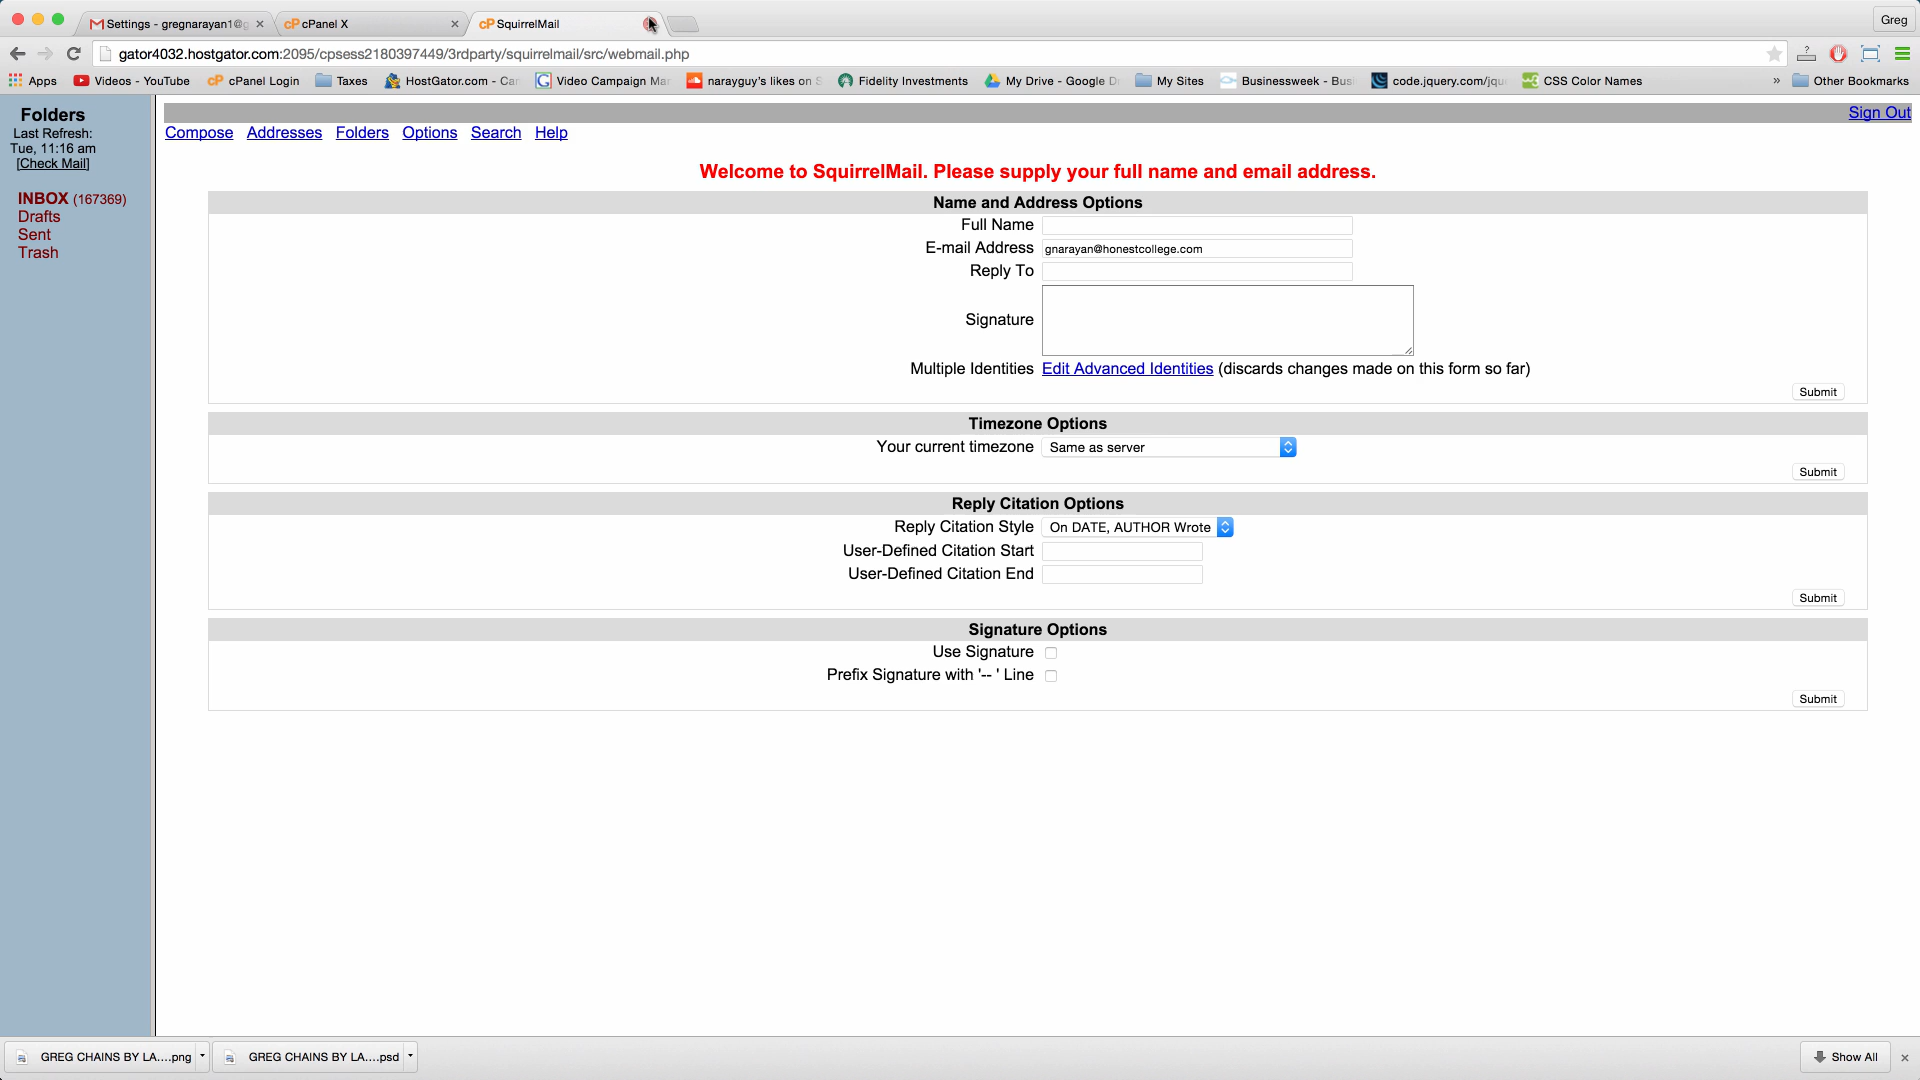 Settings - gregnarayan1@g
cPanel X
SquirrelMail
Greg
gator4032.hostgator.com:2095/cpsess2180397449/3rdparty/squirrelmail/src/webmail.php
Apps
Videos - YouTube
cPanel Login
Taxes
HostGator.com - Ca
Video Campaign Ma
narayguy's likes on S
Fidelity Investments
My Drive - Google D
My Sites
Businessweek - Bus
code.jquery.com/jqu
CSS Color Names
»
Other Bookmarks
Folders
Last Refresh:
Tue, 11:16 am
[Check Mail]
INBOX (167369)
Drafts
Sent
Trash
Sign Out
Compose Addresses Folders Options Search Help
Welcome to SquirrelMail. Please supply your full name and email address.
Name and Address Options
Full Name
E-mail Address gnarayan@honestcollege.com
Reply To
Signature
Multiple Identities Edit Advanced Identities (discards changes made on this form so far)
Submit
Timezone Options
Your current timezone Same as server
Submit
Reply Citation Options
Reply Citation Style On DATE, AUTHOR Wrote
User-Defined Citation Start
User-Defined Citation End
Submit
Signature Options
Use Signature
Prefix Signature with '-- ' Line
Submit
GREG CHAINS BY LA....png
GREG CHAINS BY LA....psd
Show All